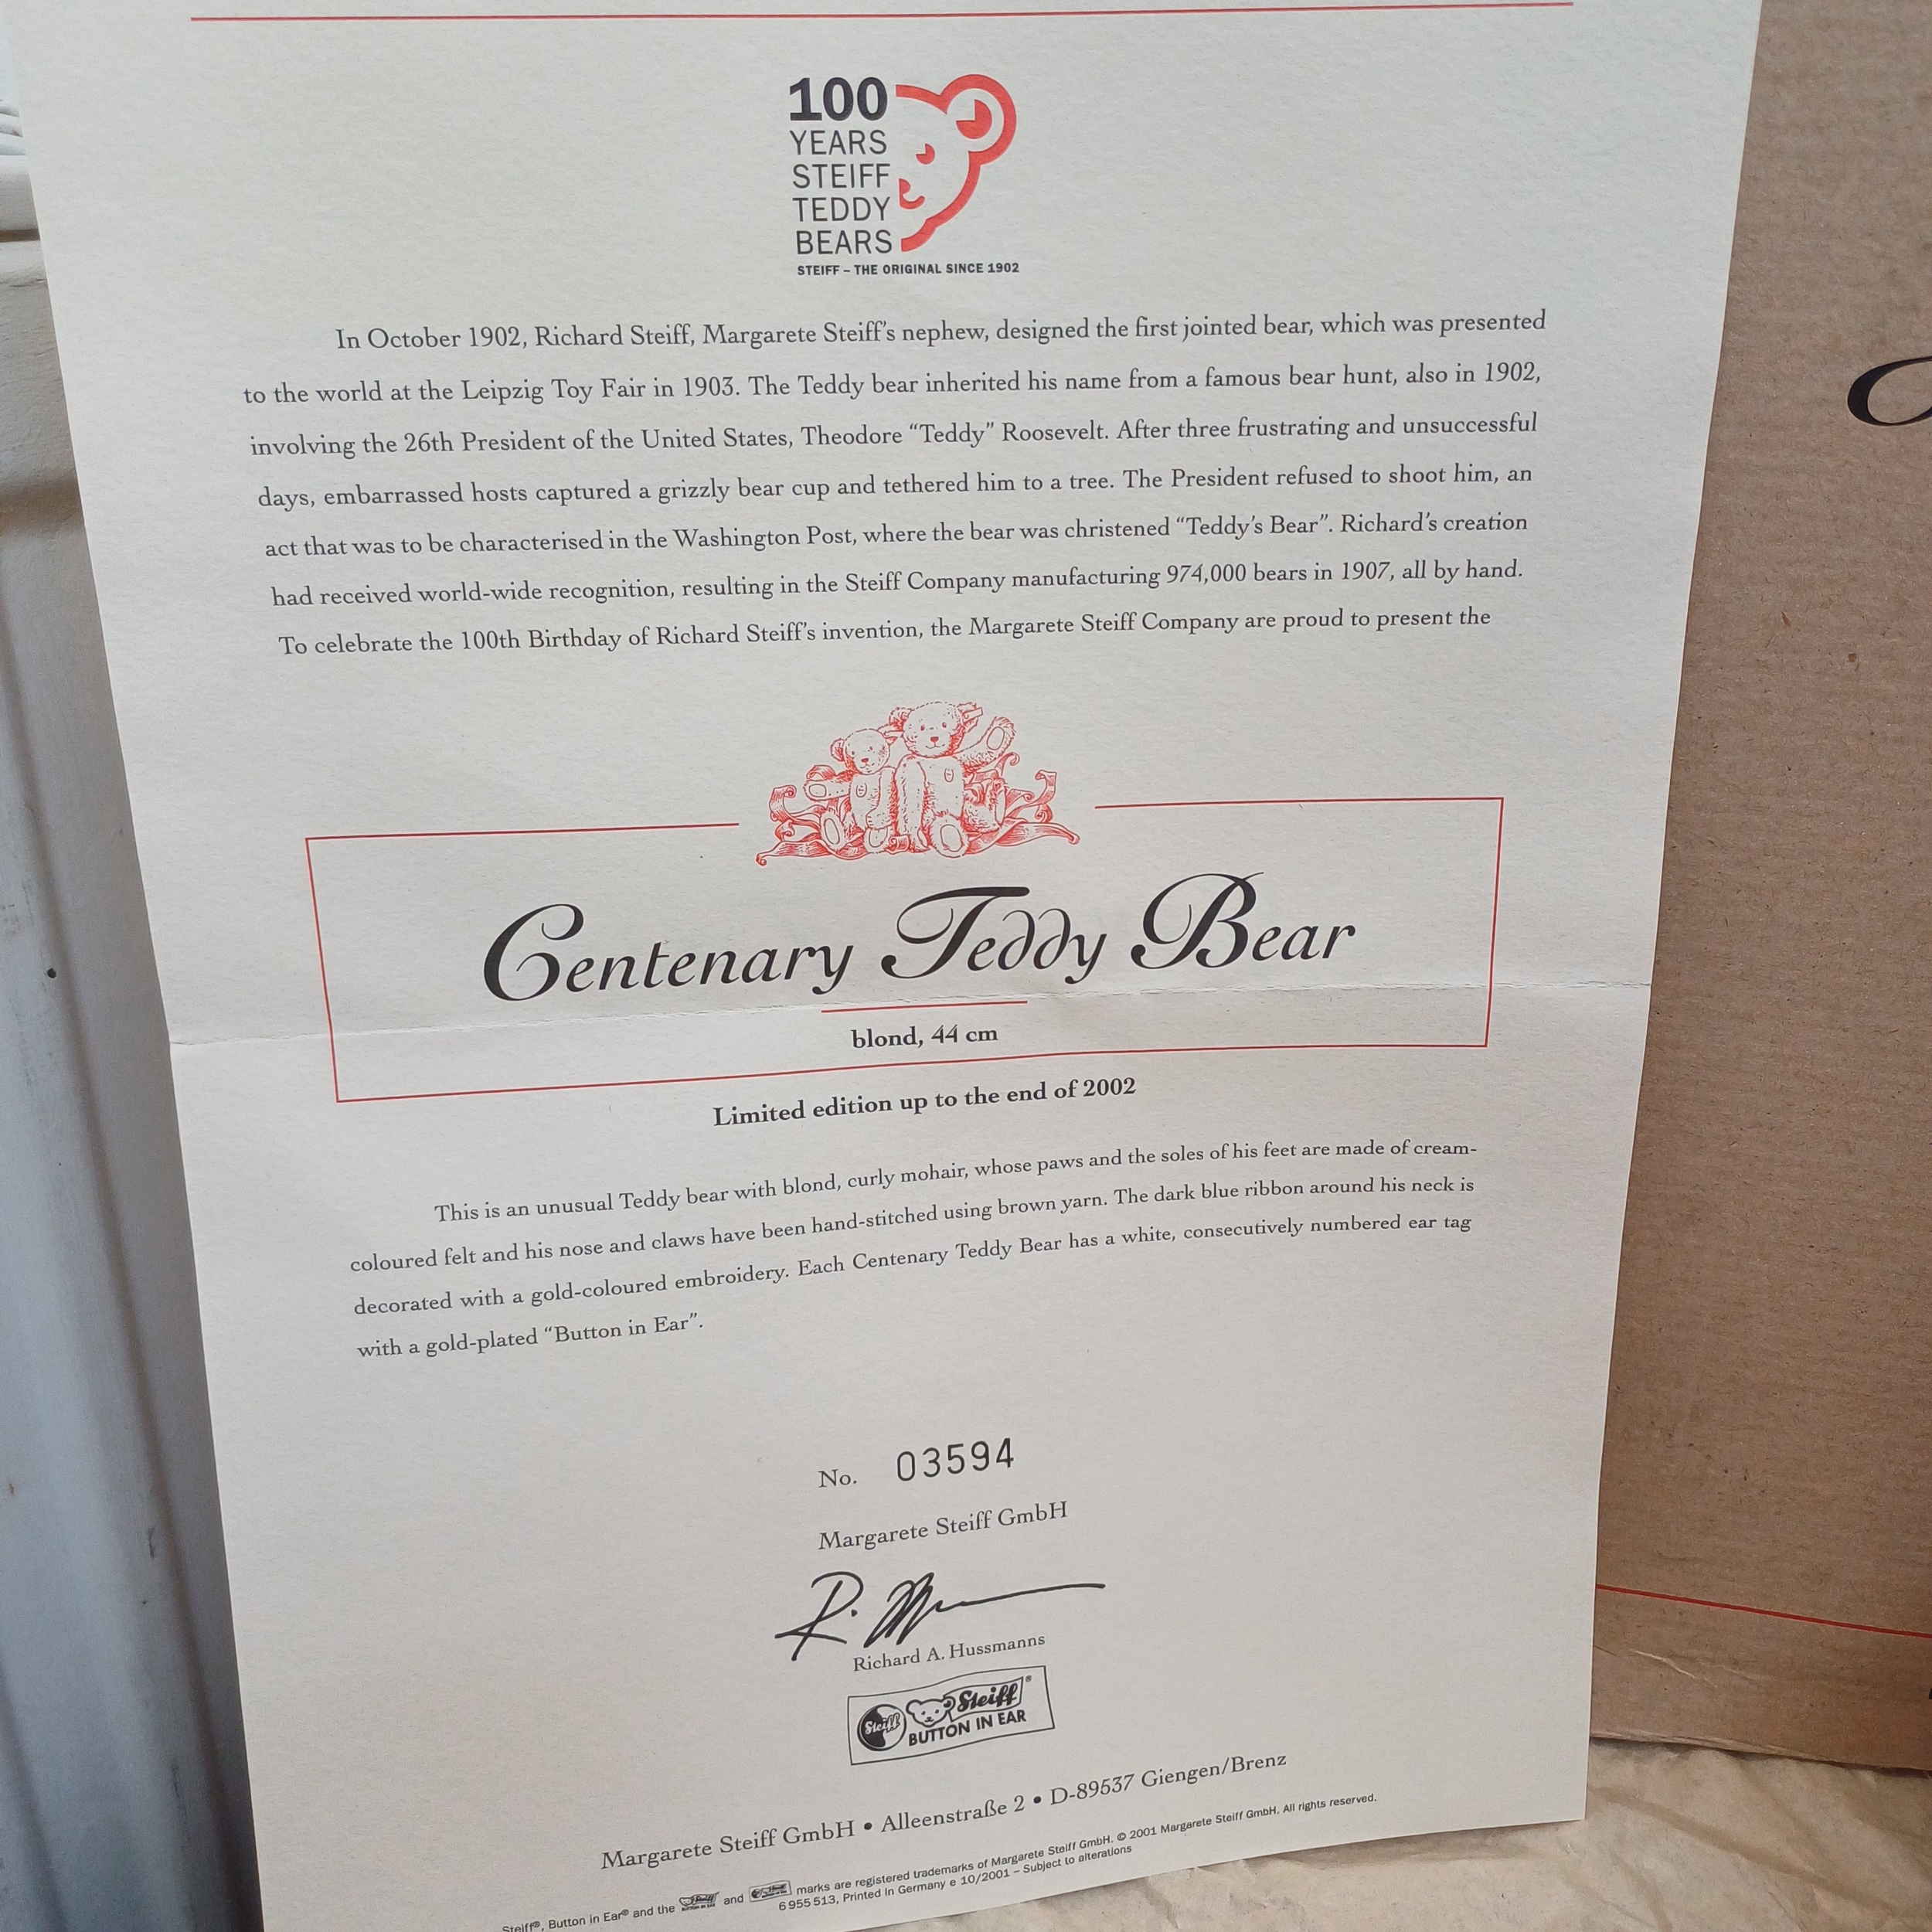 100
YEARS
STEIFF
TEDDY
BEARS
STEIFF – THE ORIGINAL SINCE 1902
In October 1902, Richard Steiff, Margarete Steiff's nephew, designed the first jointed bear, which was presented
to the world at the Leipzig Toy Fair in 1903. The Teddy bear inherited his name from a famous bear hunt, also in 1902,
involving the 26th President of the United States, Theodore “Teddy” Roosevelt. After three frustrating and unsuccessful
days, embarrassed hosts captured a grizzly bear cup and tethered him to a tree. The President refused to shoot him, an
act that was to be characterised in the Washington Post, where the bear was christened “Teddy's Bear”. Richard's creation
had received world-wide recognition, resulting in the Steiff Company manufacturing 974,000 bears in 1907, all by hand.
To celebrate the 100th Birthday of Richard Steiff's invention, the Margarete Steiff Company are proud to present the
Centenary Teddy Bear
blond, 44 cm
Limited edition up to the end of 2002
This is an unusual Teddy bear with blond, curly mohair, whose paws and the soles of his feet are made of cream-
coloured felt and his nose and claws have been hand-stitched using brown yarn. The dark blue ribbon around his neck is
decorated with a gold-coloured embroidery. Each Centenary Teddy Bear has a white, consecutively numbered ear tag
with a gold-plated “Button in Ear”.
No. 03594
Margarete Steiff GmbH
Richard A. Hussmanns
Steiff Steiff®
BUTTON IN EAR
Margarete Steiff GmbH • Alleenstraße 2 • D-89537 Giengen/Brenz
Steiff®, Button in Ear® and the Steiff BUTTON IN EAR and marks are registered trademarks of Margarete Steiff GmbH. © 2001 Margarete Steiff GmbH. All rights reserved.
6 955 513, Printed in Germany e 10/2001 – Subject to alterations